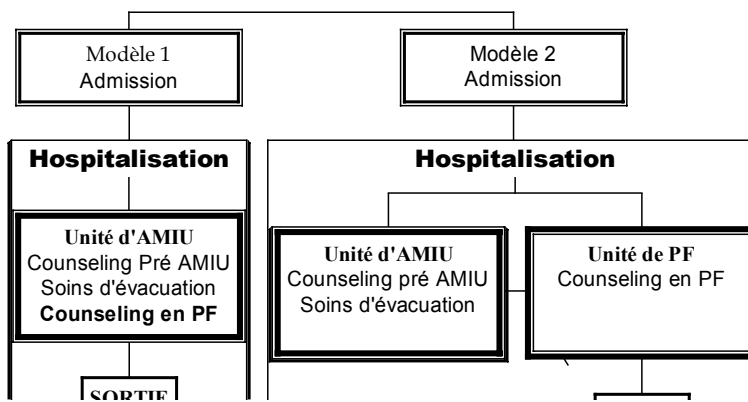 Modèle 1
Admission
Modèle 2
Admission
Hospitalisation
Hospitalisation
Unité d'AMIU
Counseling Pré AMIU
Soins d'évacuation
Counseling en PF
Unité d'AMIU
Counseling pré AMIU
Soins d'évacuation
Unité de PF
Counseling en PF
SORTIE